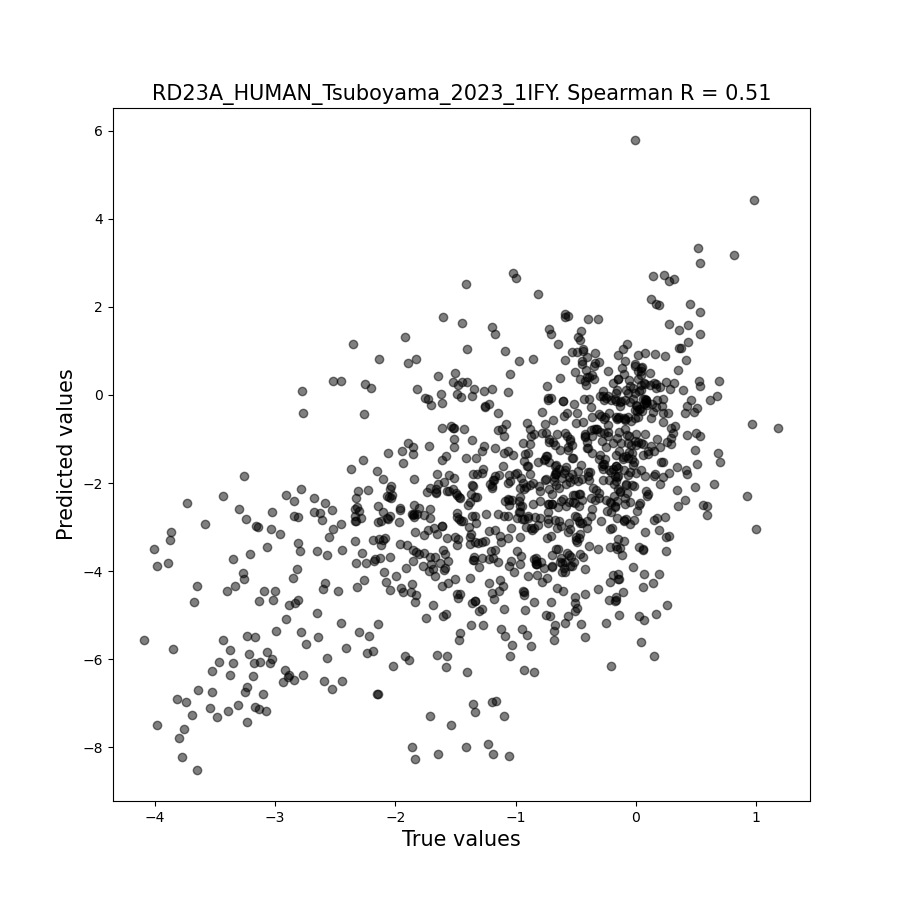 RD23A_HUMAN_Tsuboyama_2023_1IFY. Spearman R = 0.51
6
4
2
0
−2
−4
−6
−8
Predicted values
−4 −3 −2 −1 0 1
True values